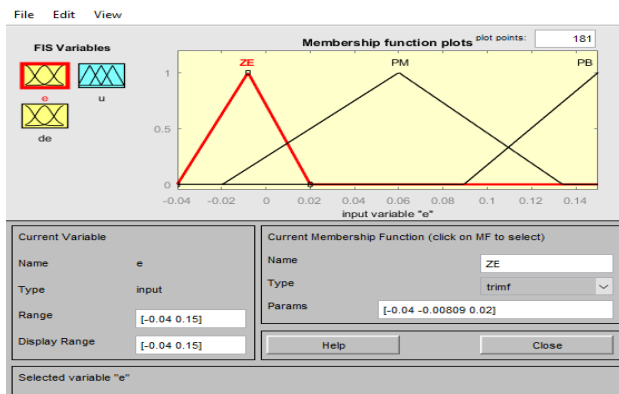 File Edit View
FIS Variables
e
u
de
Membership function plots
plot points:
181
ZE
PM
PB
1
0.5
0
-0.04 -0.02 0 0.02 0.04 0.06 0.08 0.1 0.12 0.14
input variable "e"
Current Variable
Name e
Type input
Range [-0.04 0.15]
Display Range [-0.04 0.15]
Current Membership Function (click on MF to select)
Name ZE
Type trimf
Params [-0.04 -0.00809 0.02]
Help Close
Selected variable "e"